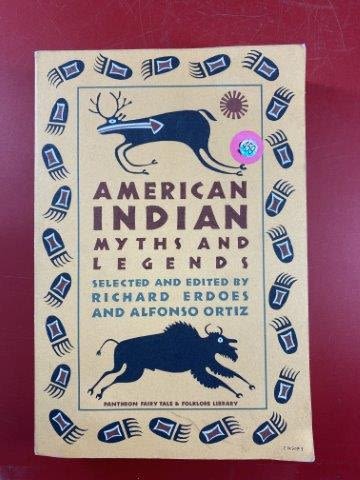 AMERICAN
INDIAN
MYTHS AND
LEGENDS
SELECTED AND EDITED BY
RICHARD ERDOES
AND ALFONSO ORTIZ
PANTHEON FAIRY TALE & FOLKLORE LIBRARY